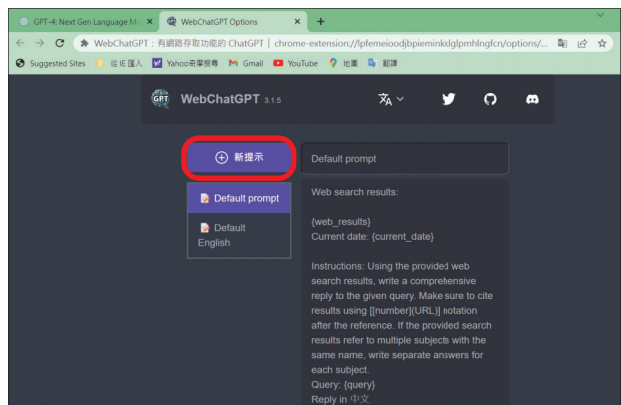 GPT-4: Next Gen Language M
WebChatGPT Options
WebChatGPT：有網路存取功能的 ChatGPT | chrome-extension://lpfemeioodjbpieminkdglpmhlngfcn/options/...
Suggested Sites
從 IE 匯入
Yahoo奇摩搜尋
Gmail
YouTube
地圖
翻譯
GPT
WebChatGPT 3.1.5
新提示
Default prompt
Default prompt
Default
English
Web search results:
{web_results}
Current date: {current_date}
Instructions: Using the provided web
search results, write a comprehensive
reply to the given query. Make sure to cite
results using [[number](URL)] notation
after the reference. If the provided search
results refer to multiple subjects with the
same name, write separate answers for
each subject.
Query: {query}
Reply in 中文